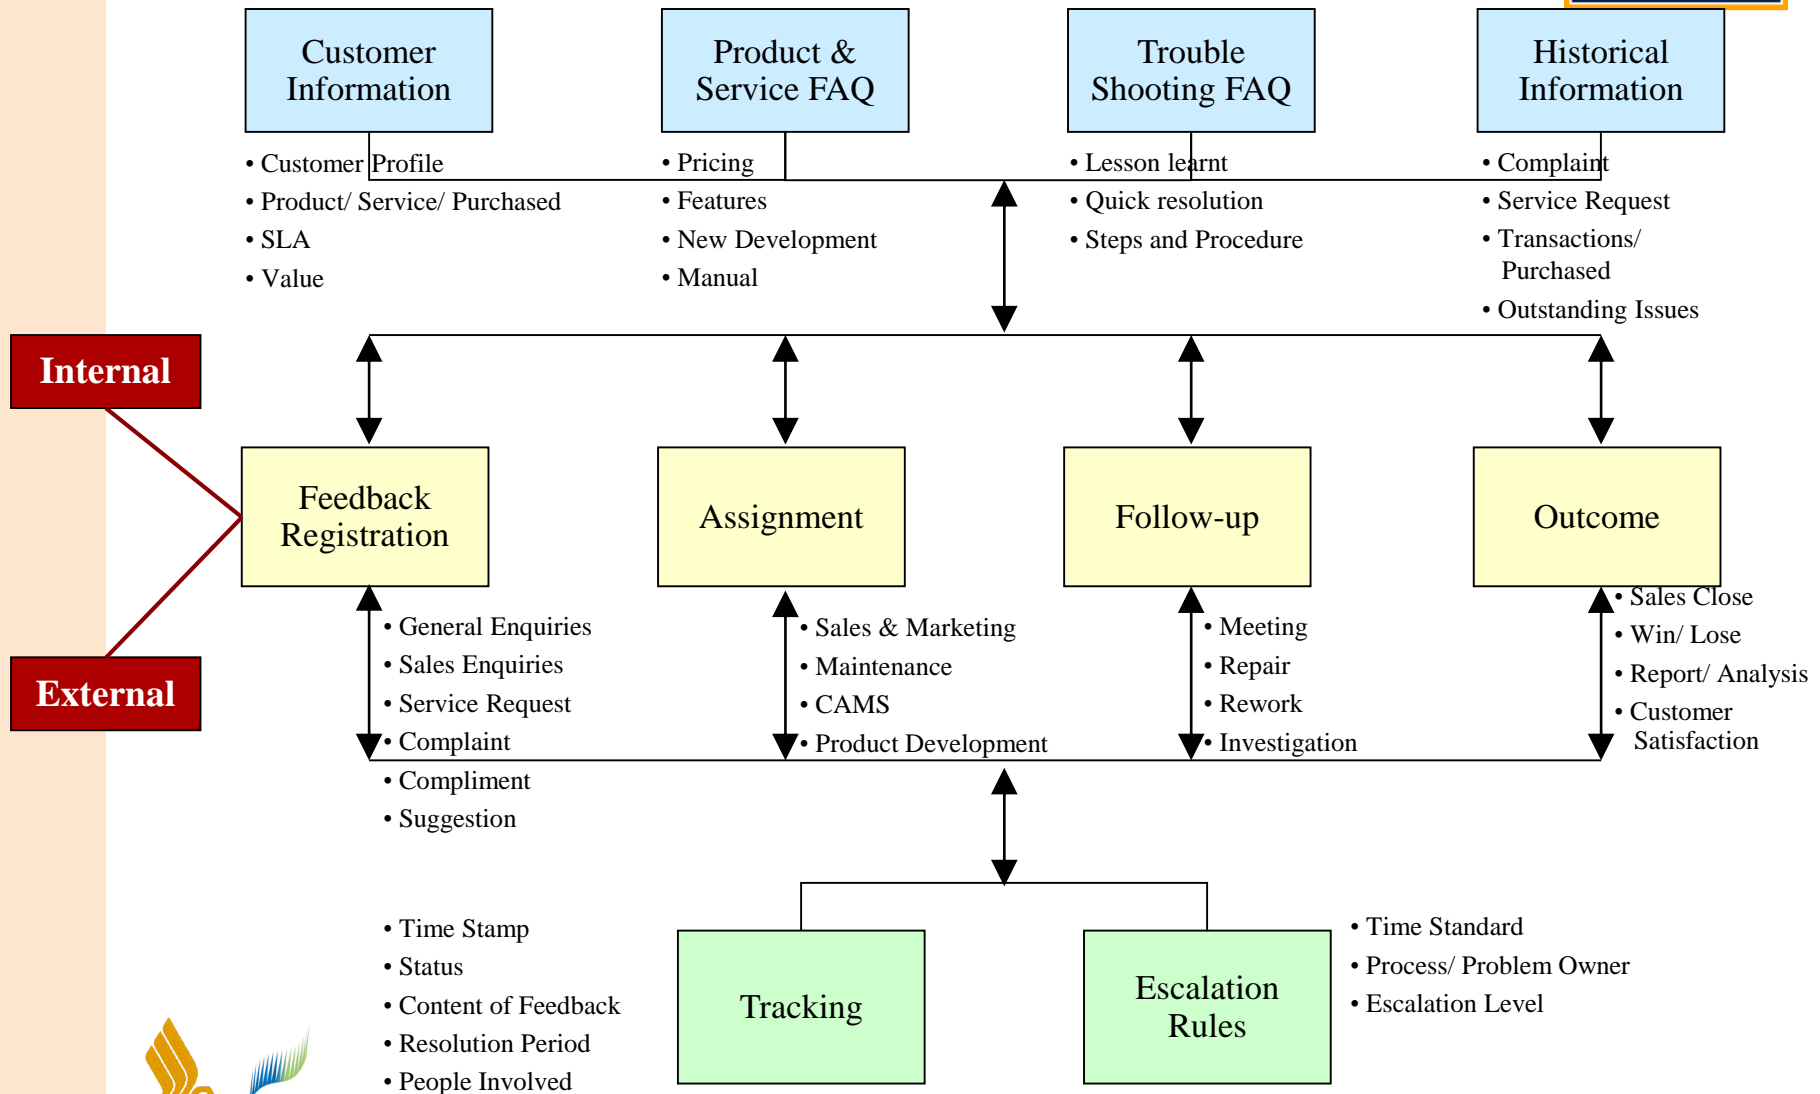 Customer
Information
Product &
Service FAQ
Trouble
Shooting FAQ
Historical
Information
• Customer Profile
• Product/ Service/ Purchased
• SLA
• Value
• Pricing
• Features
• New Development
• Manual
• Lesson learnt
• Quick resolution
• Steps and Procedure
• Complaint
• Service Request
• Transactions/
Purchased
• Outstanding Issues
Internal
External
Feedback
Registration
Assignment
Follow-up
Outcome
• General Enquiries
• Sales Enquiries
• Service Request
• Complaint
• Compliment
• Suggestion
• Sales & Marketing
• Maintenance
• CAMS
• Product Development
• Meeting
• Repair
• Rework
• Investigation
• Sales Close
• Win/ Lose
• Report/ Analysis
• Customer
Satisfaction
• Time Stamp
• Status
• Content of Feedback
• Resolution Period
• People Involved
Tracking
Escalation
Rules
• Time Standard
• Process/ Problem Owner
• Escalation Level